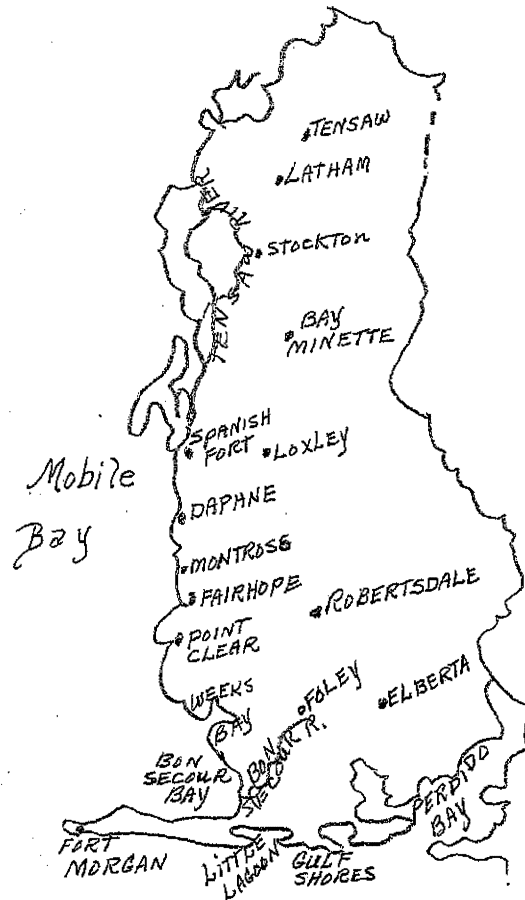 TENSAW
LATHAM
STOCKTON
TENSAW RIVER
BAY
MINETTE
SPANISH
FORT
LOXLEY
Mobile
Bay
DAPHNE
MONTROSE
FAIRHOPE
ROBERTSDALE
POINT
CLEAR
WEEKS
BAY
FOLEY
ELBERTA
BON
SECOUR
BAY
BON
SECOUR R.
PERDIDO
BAY
FORT
MORGAN
LITTLE
LAGOON
GULF
SHORES